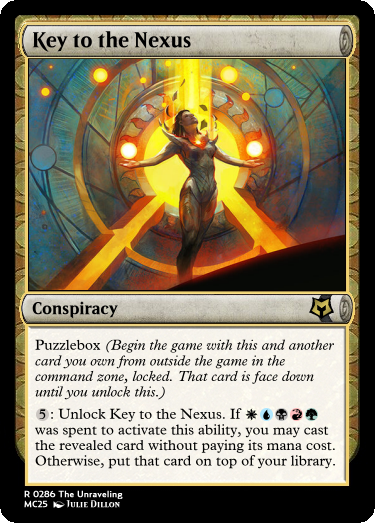 Key to the Nexus
Conspiracy
Puzzlebox (Begin the game with this and another
card you own from outside the game in the
command zone, locked. That card is face down
until you unlock this.)
5: Unlock Key to the Nexus. If
was spent to activate this ability, you may cast
the revealed card without paying its mana cost.
Otherwise, put that card on top of your library.
R 0286 The Unraveling
MC25 Julie Dillon